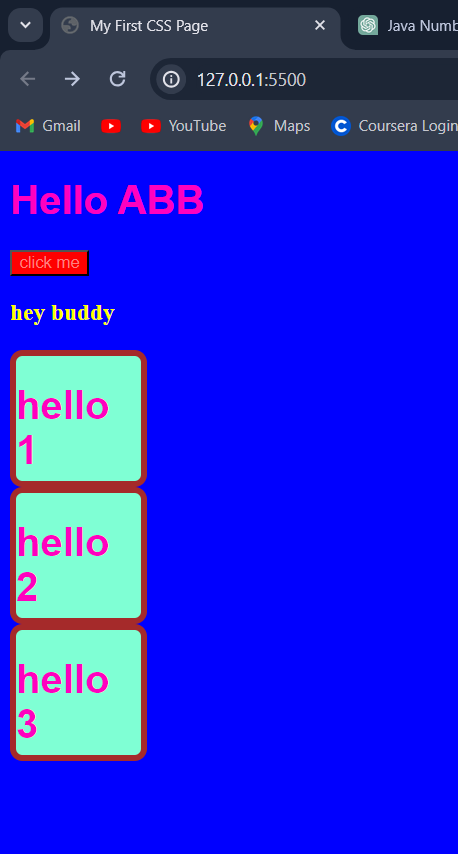 My First CSS Page
Java Numb
127.0.0.1:5500
Gmail
YouTube
Maps
Coursera Login
Hello ABB
click me
hey buddy
hello
1
hello
2
hello
3